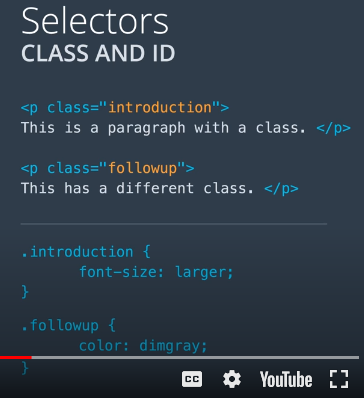 Selectors
CLASS AND ID
<p class="introduction">
This is a paragraph with a class. </p>
<p class="followup">
This has a different class. </p>
.introduction {
font-size: larger;
}
.followup {
color: dimgray;
}
CC
YouTube